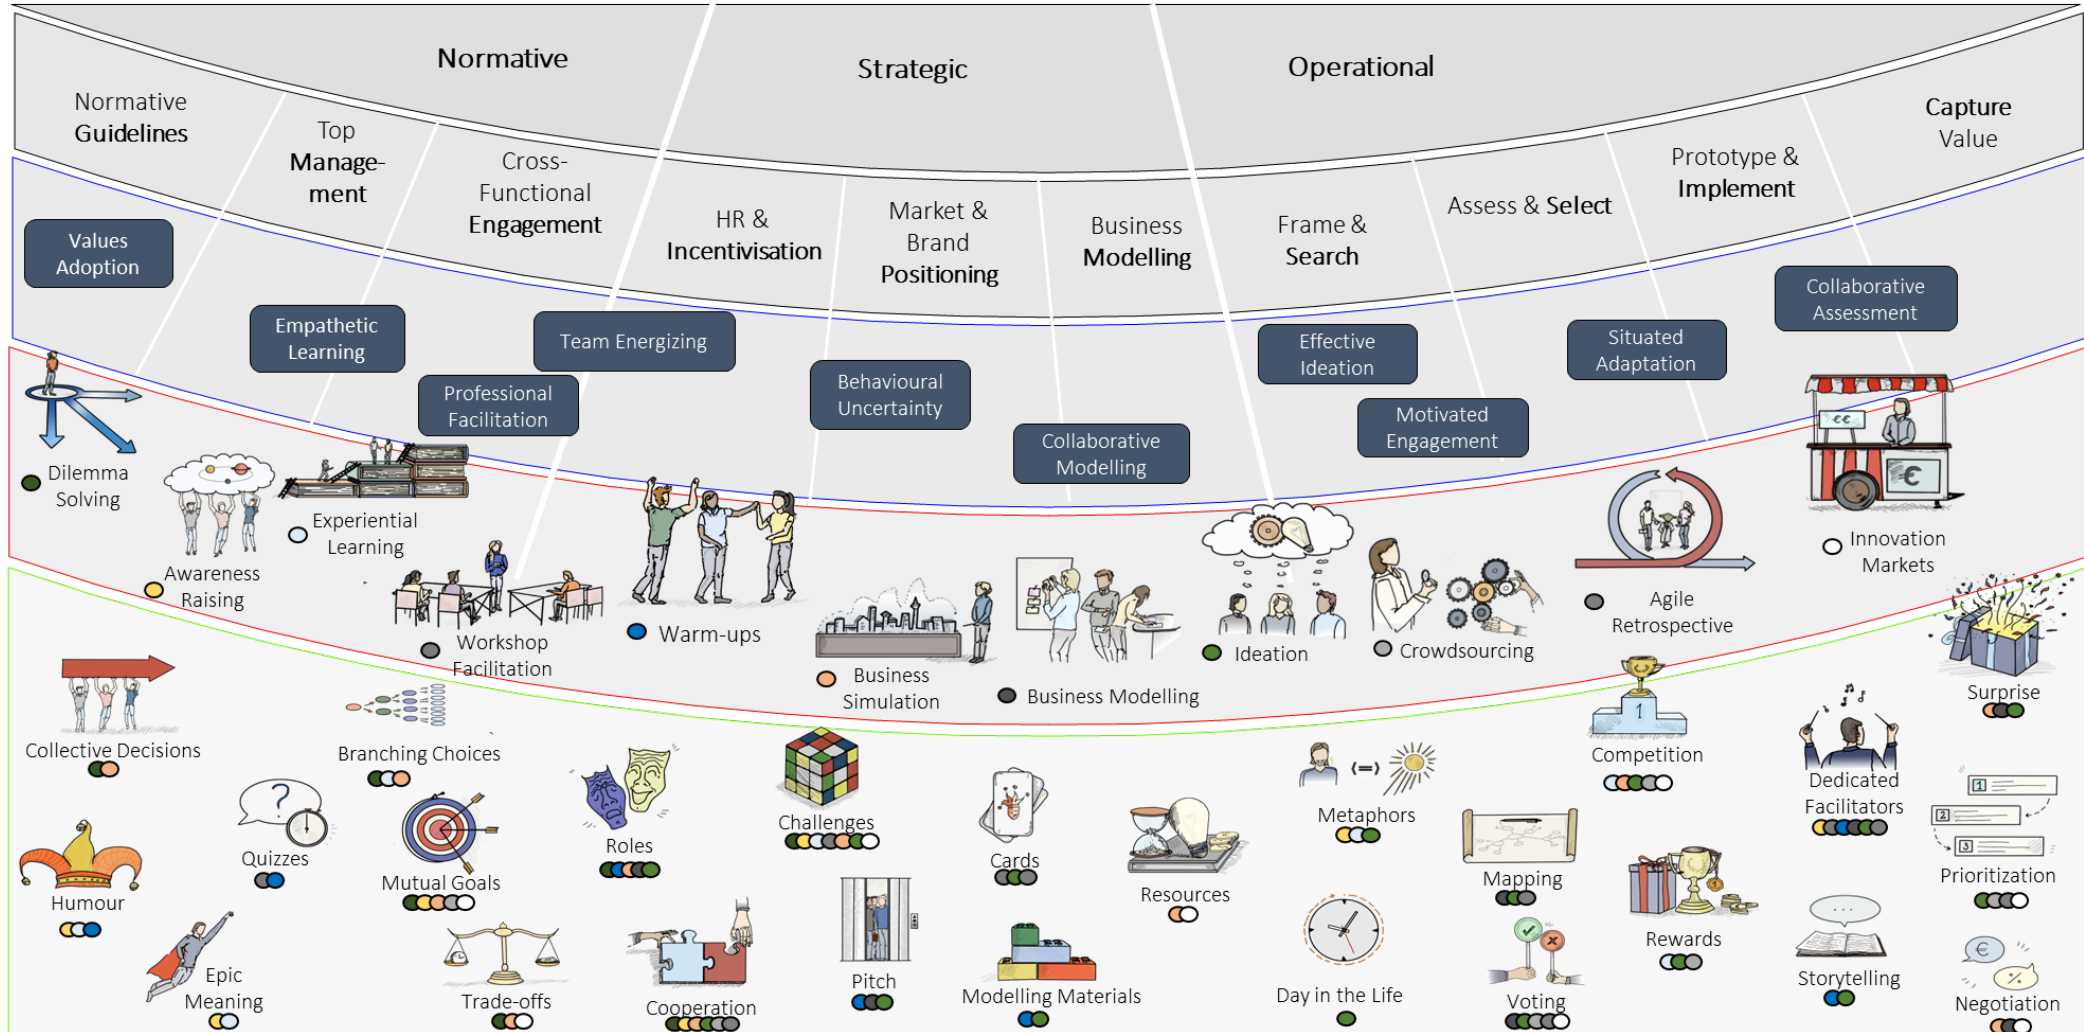 Normative
Strategic
Operational
Normative
Guidelines
Top
Manage-
ment
Cross-
Functional
Engagement
HR &
Incentivisation
Market &
Brand
Positioning
Business
Modelling
Frame &
Search
Assess & Select
Prototype &
Implement
Capture
Value
Values
Adoption
Empathetic
Learning
Professional
Facilitation
Team Energizing
Behavioural
Uncertainty
Collaborative
Modelling
Effective
Ideation
Motivated
Engagement
Situated
Adaptation
Collaborative
Assessment
Dilemma
Solving
Awareness
Raising
Experiential
Learning
Workshop
Facilitation
Warm-ups
Business
Simulation
Business Modelling
Ideation
Crowdsourcing
Agile
Retrospective
€€
€
Innovation
Markets
Collective Decisions
Branching Choices
Humour
?
Quizzes
Mutual Goals
Epic
Meaning
Trade-offs
Roles
Cooperation
Challenges
Pitch
Cards
Modelling Materials
Resources
(=)
Metaphors
Day in the Life
1
Competition
Mapping
Voting
1
Rewards
Dedicated
Facilitators
...
Storytelling
Surprise
1
2
3
Prioritization
€
%
Negotiation